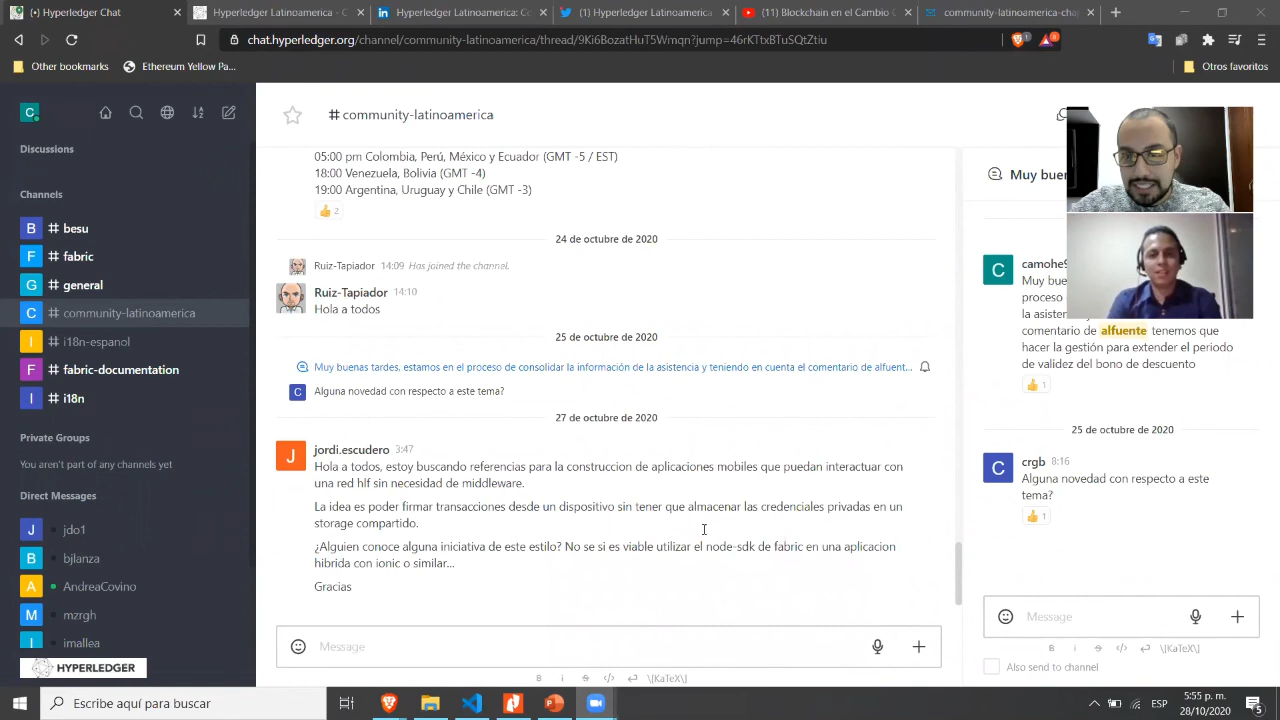 (1) Hyperledger Chat
Hyperledger Latinoamerica - C
Hyperledger Latinoamerica: Co
(1) Hyperledger Latinoamerica
(11) Blockchain en el Cambio C
community-latinoamerica-chap
chat.hyperledger.org/channel/community-latinoamerica/thread/9Ki6BozatHuT5Wmqn?jump=46rKTtxBTuSQtZtiu
1
8
Other bookmarks
Ethereum Yellow Pa...
Otros favoritos
C
Discussions
Channels
B # besu
F # fabric
G # general
C # community-latinoamerica
I # i18n-espanol
F # fabric-documentation
I # i18n
Private Groups
You aren't part of any channels yet
Direct Messages
J jdo1
B bjlanza
A AndreaCovino
M mzrgh
I imallea
HYPERLEDGER
# community-latinoamerica
05:00 pm Colombia, Perú, México y Ecuador (GMT -5 / EST)
18:00 Venezuela, Bolivia (GMT -4)
19:00 Argentina, Uruguay y Chile (GMT -3)
👍 2
24 de octubre de 2020
Ruiz-Tapiador 14:09 Has joined the channel.
Ruiz-Tapiador 14:10
Hola a todos
25 de octubre de 2020
Muy buenas tardes, estamos en el proceso de consolidar la información de la asistencia y teniendo en cuenta el comentario de alfuent...
C Alguna novedad con respecto a este tema?
27 de octubre de 2020
J jordi.escudero 3:47
Hola a todos, estoy buscando referencias para la construccion de aplicaciones mobiles que puedan interactuar con
una red hlf sin necesidad de middleware.
La idea es poder firmar transacciones desde un dispositivo sin tener que almacenar las credenciales privadas en un
storage compartido.
¿Alguien conoce alguna iniciativa de este estilo? No se si es viable utilizar el node-sdk de fabric en una aplicacion
hibrida con ionic o similar...
Gracias
Message
B i S </> \[KaTeX\]
Muy buen
C camohe9
Muy bue
proceso
la asiste
comentario de alfuente tenemos que
hacer la gestión para extender el periodo
de validez del bono de descuento
👍 1
25 de octubre de 2020
C crgb 8:16
Alguna novedad con respecto a este
tema?
👍 1
Message
B i S </> \[KaTeX\]
Also send to channel
Escribe aquí para buscar
ESP
5:55 p. m.
28/10/2020
5